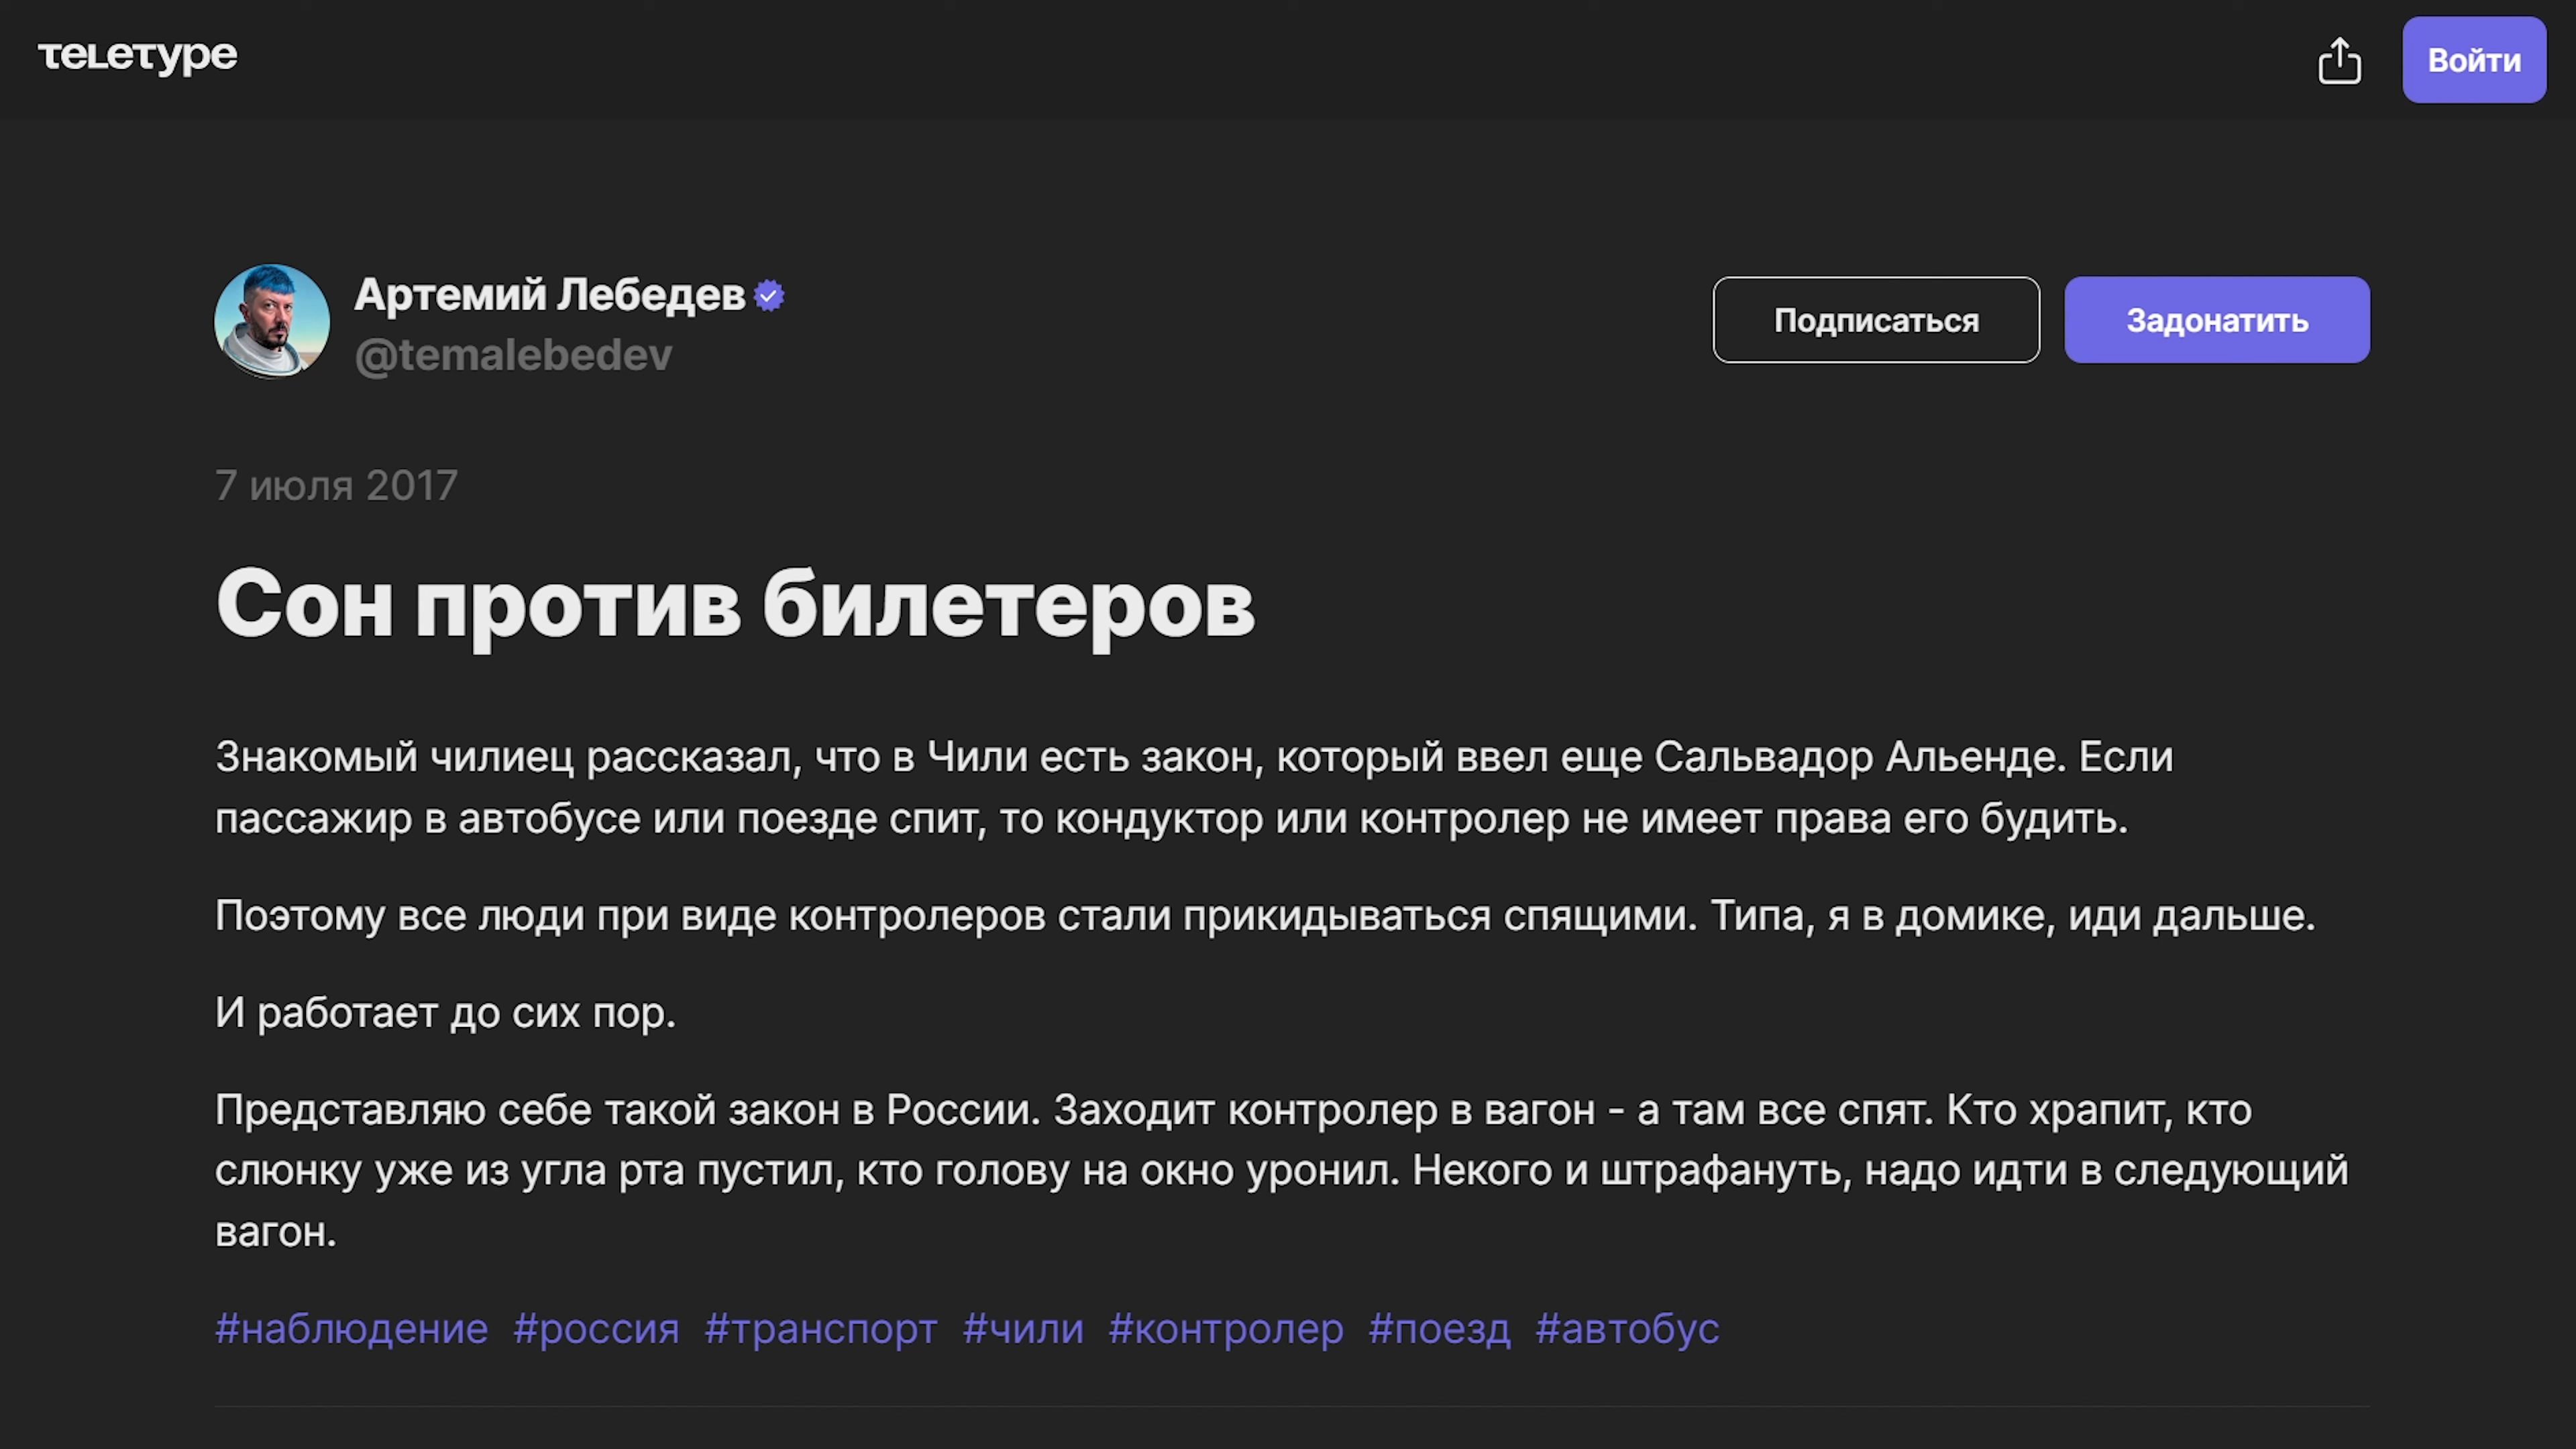 TELETYPE
Войти
Артемий Лебедев
@temalebedev
Подписаться
Задонатить
7 июля 2017
Сон против билетеров
Знакомый чилиец рассказал, что в Чили есть закон, который ввел еще Сальвадор Альенде. Если
пассажир в автобусе или поезде спит, то кондуктор или контролер не имеет права его будить.
Поэтому все люди при виде контролеров стали прикидываться спящими. Типа, я в домике, иди дальше.
И работает до сих пор.
Представляю себе такой закон в России. Заходит контролер в вагон - а там все спят. Кто храпит, кто
слюнку уже из угла рта пустил, кто голову на окно уронил. Некого и штрафануть, надо идти в следующий
вагон.
#наблюдение #россия #транспорт #чили #контролер #поезд #автобус